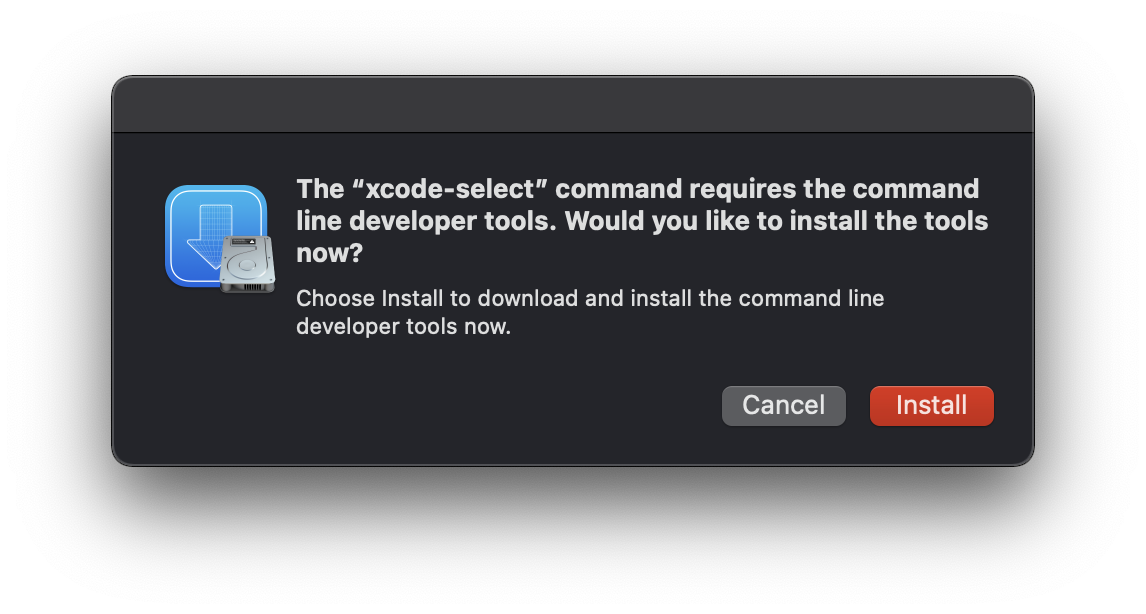 The “xcode-select” command requires the command
line developer tools. Would you like to install the tools
now?
Choose Install to download and install the command line
developer tools now.
Cancel
Install